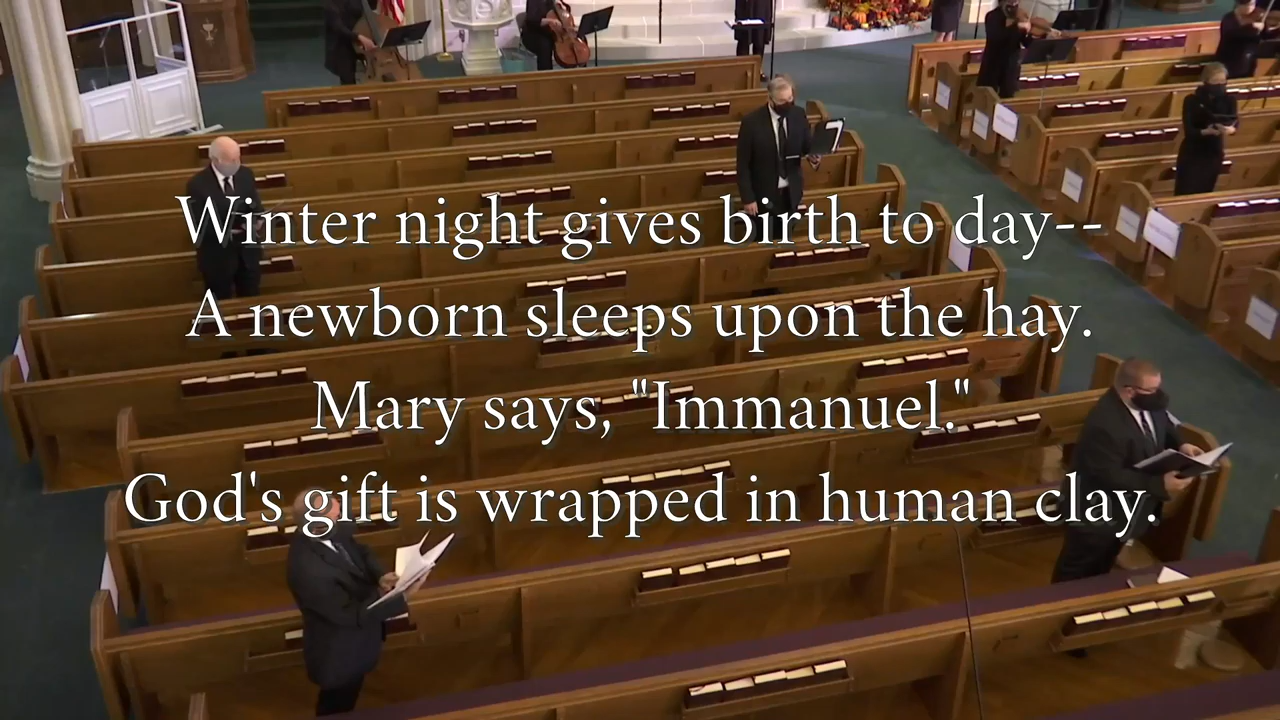 Winter night gives birth to day--
A newborn sleeps upon the hay.
Mary says, "Immanuel."
God's gift is wrapped in human clay.